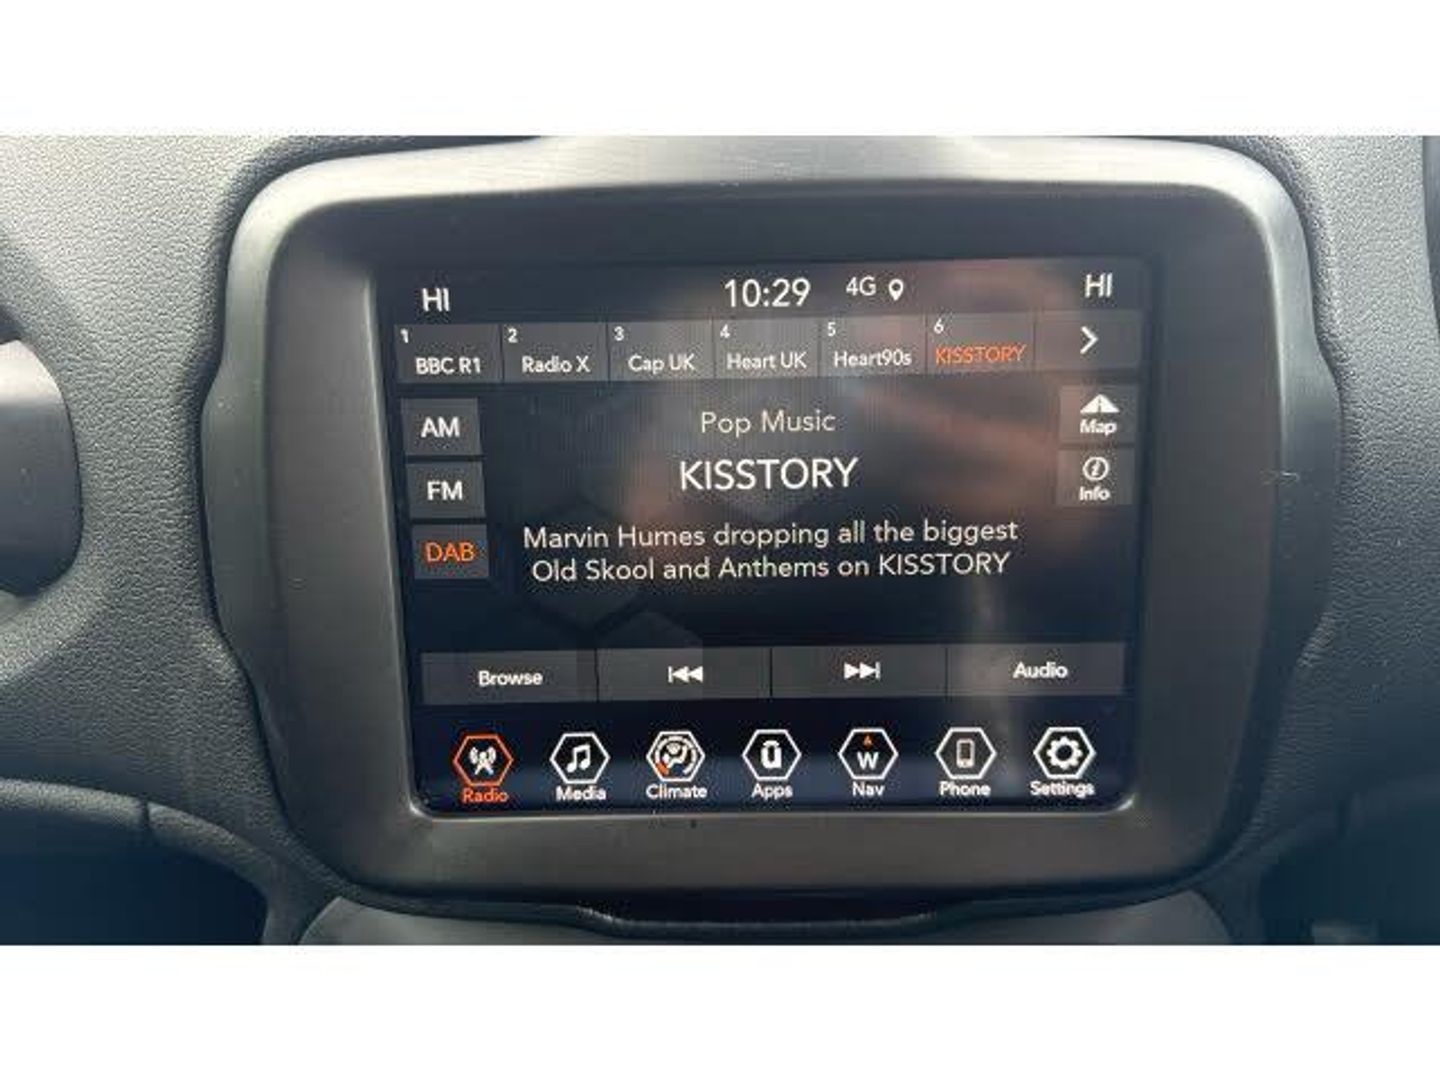 HI 10:29 4G HI
1 BBC R1 2 Radio X 3 Cap UK 4 Heart UK 5 Heart90s 6 KISSTORY
AM
Pop Music
Map
KISSTORY
FM
Info
Marvin Humes dropping all the biggest
DAB
Old Skool and Anthems on KISSTORY
Browse Audio
ū W
Radio Media Climate Apps Nav Phone Settings